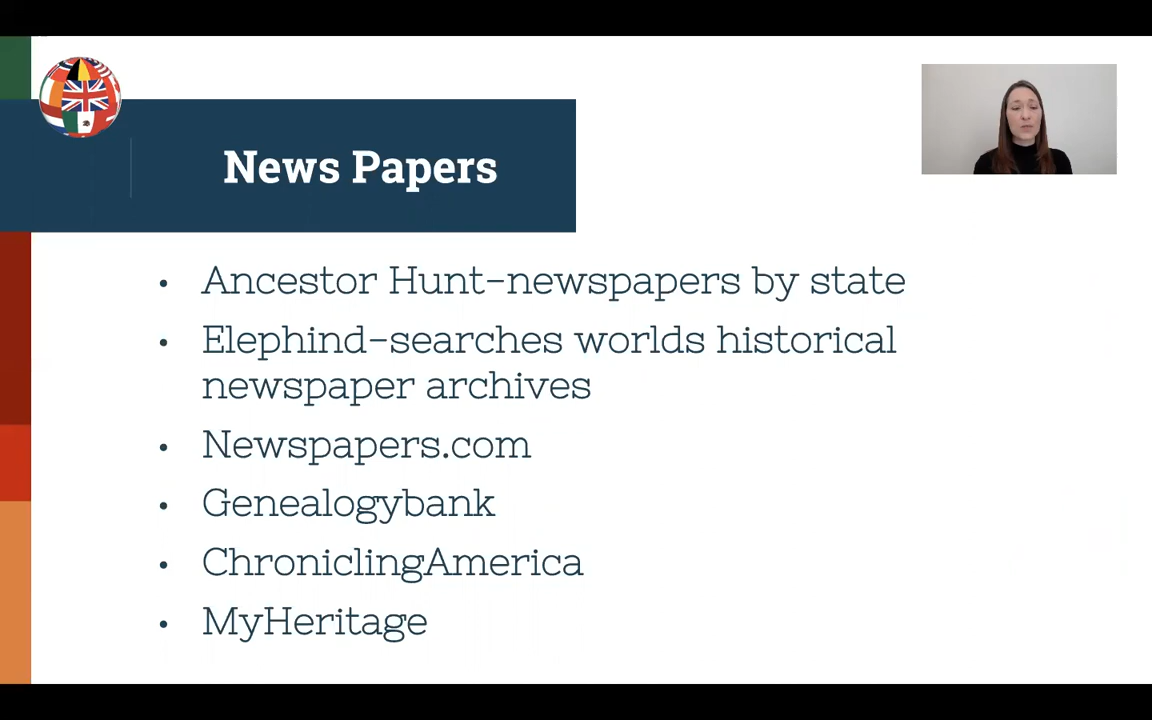 News Papers
• Ancestor Hunt-newspapers by state
• Elephind-searches worlds historical
newspaper archives
• Newspapers.com
• Genealogybank
• ChroniclingAmerica
• MyHeritage